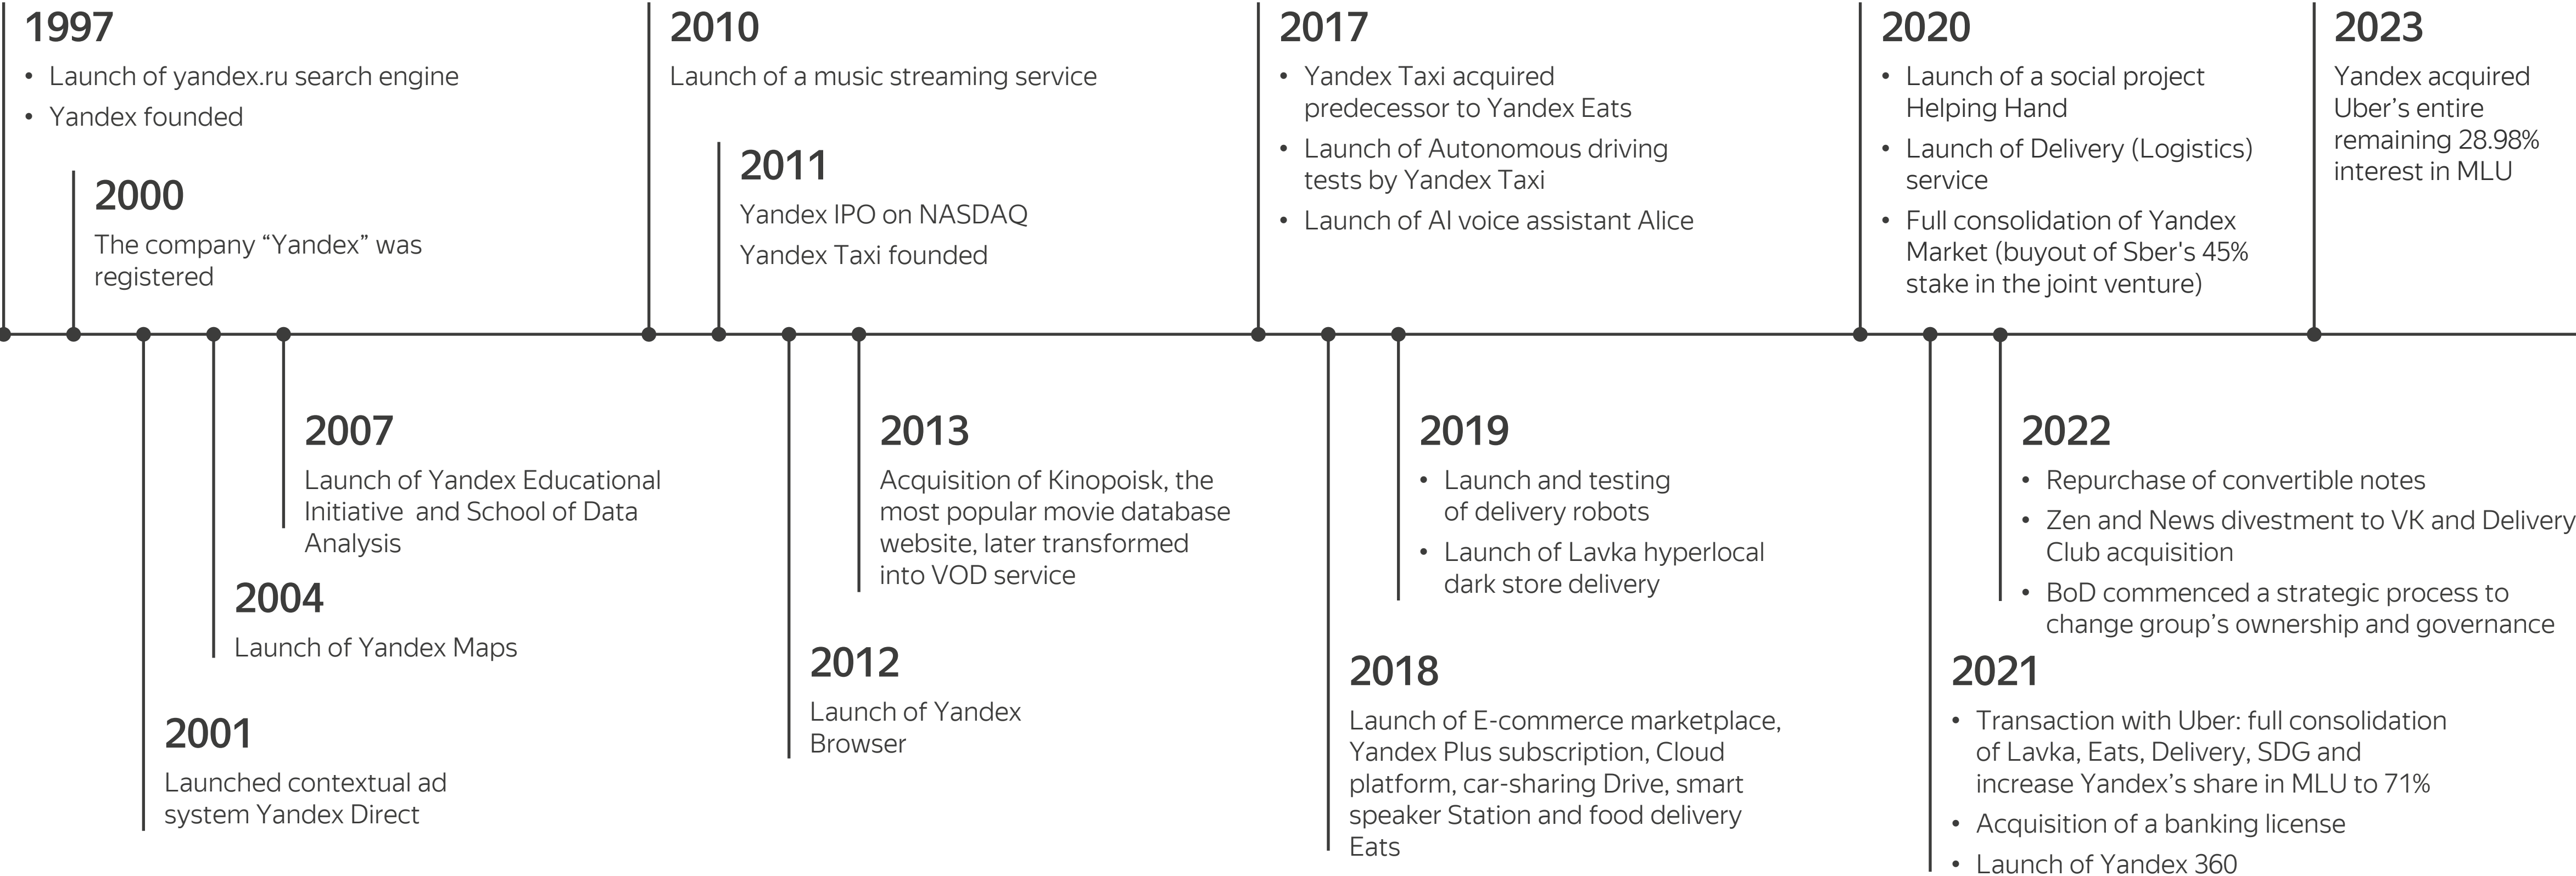 1997
• Launch of yandex.ru search engine
• Yandex founded
2000
The company “Yandex” was
registered
2001
Launched contextual ad
system Yandex Direct
2004
Launch of Yandex Maps
2007
Launch of Yandex Educational
Initiative and School of Data
Analysis
2010
Launch of a music streaming service
2011
Yandex IPO on NASDAQ
Yandex Taxi founded
2012
Launch of Yandex
Browser
2013
Acquisition of Kinopoisk, the
most popular movie database
website, later transformed
into VOD service
2017
• Yandex Taxi acquired
predecessor to Yandex Eats
• Launch of Autonomous driving
tests by Yandex Taxi
• Launch of AI voice assistant Alice
2018
Launch of E-commerce marketplace,
Yandex Plus subscription, Cloud
platform, car-sharing Drive, smart
speaker Station and food delivery
Eats
2019
• Launch and testing
of delivery robots
• Launch of Lavka hyperlocal
dark store delivery
2020
• Launch of a social project
Helping Hand
• Launch of Delivery (Logistics)
service
• Full consolidation of Yandex
Market (buyout of Sber's 45%
stake in the joint venture)
2021
• Transaction with Uber: full consolidation
of Lavka, Eats, Delivery, SDG and
increase Yandex’s share in MLU to 71%
• Acquisition of a banking license
• Launch of Yandex 360
2022
• Repurchase of convertible notes
• Zen and News divestment to VK and Delivery
Club acquisition
• BoD commenced a strategic process to
change group’s ownership and governance
2023
Yandex acquired
Uber’s entire
remaining 28.98%
interest in MLU